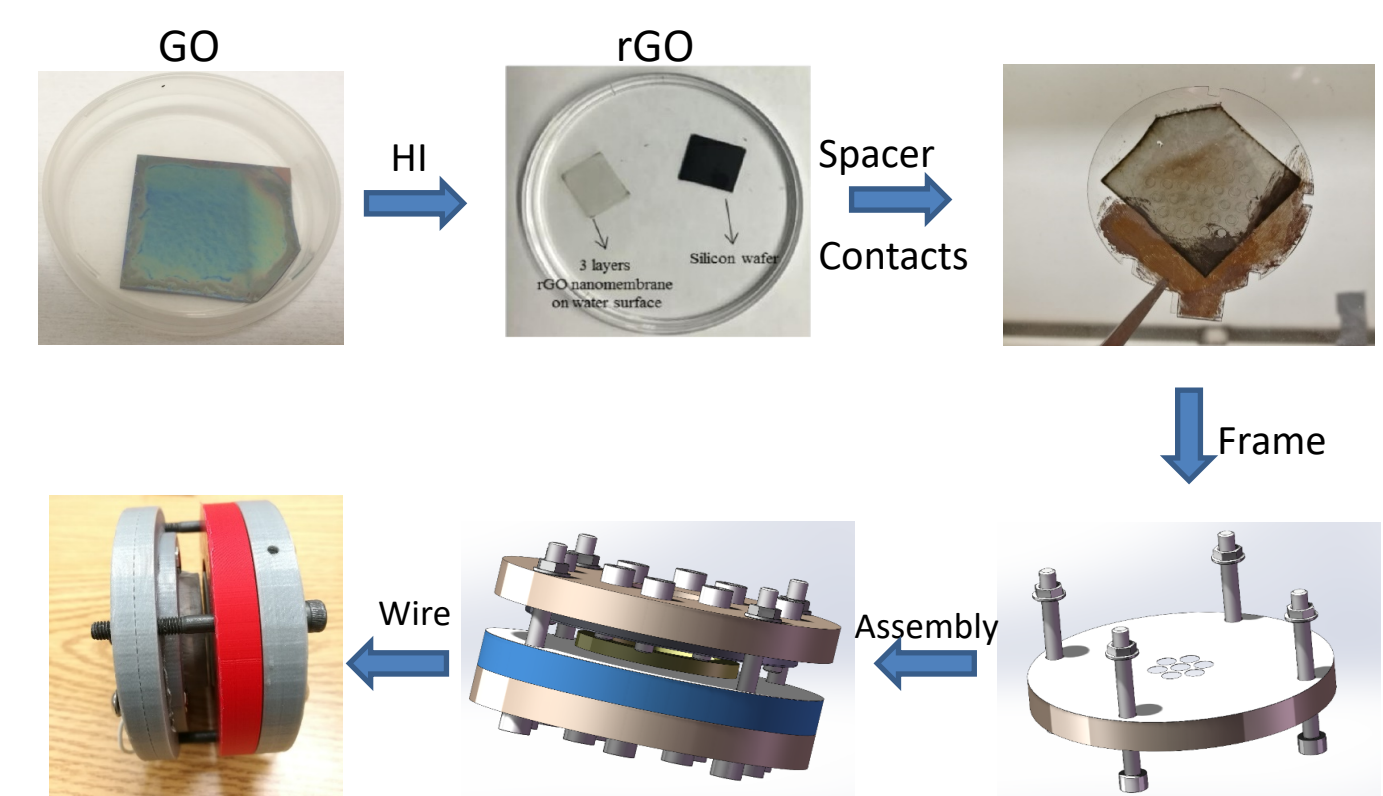 GO
rGO
HI
Spacer
Contacts
3 layers
rGO nanomembrane
on water surface
Silicon wafer
Frame
Assembly
Wire